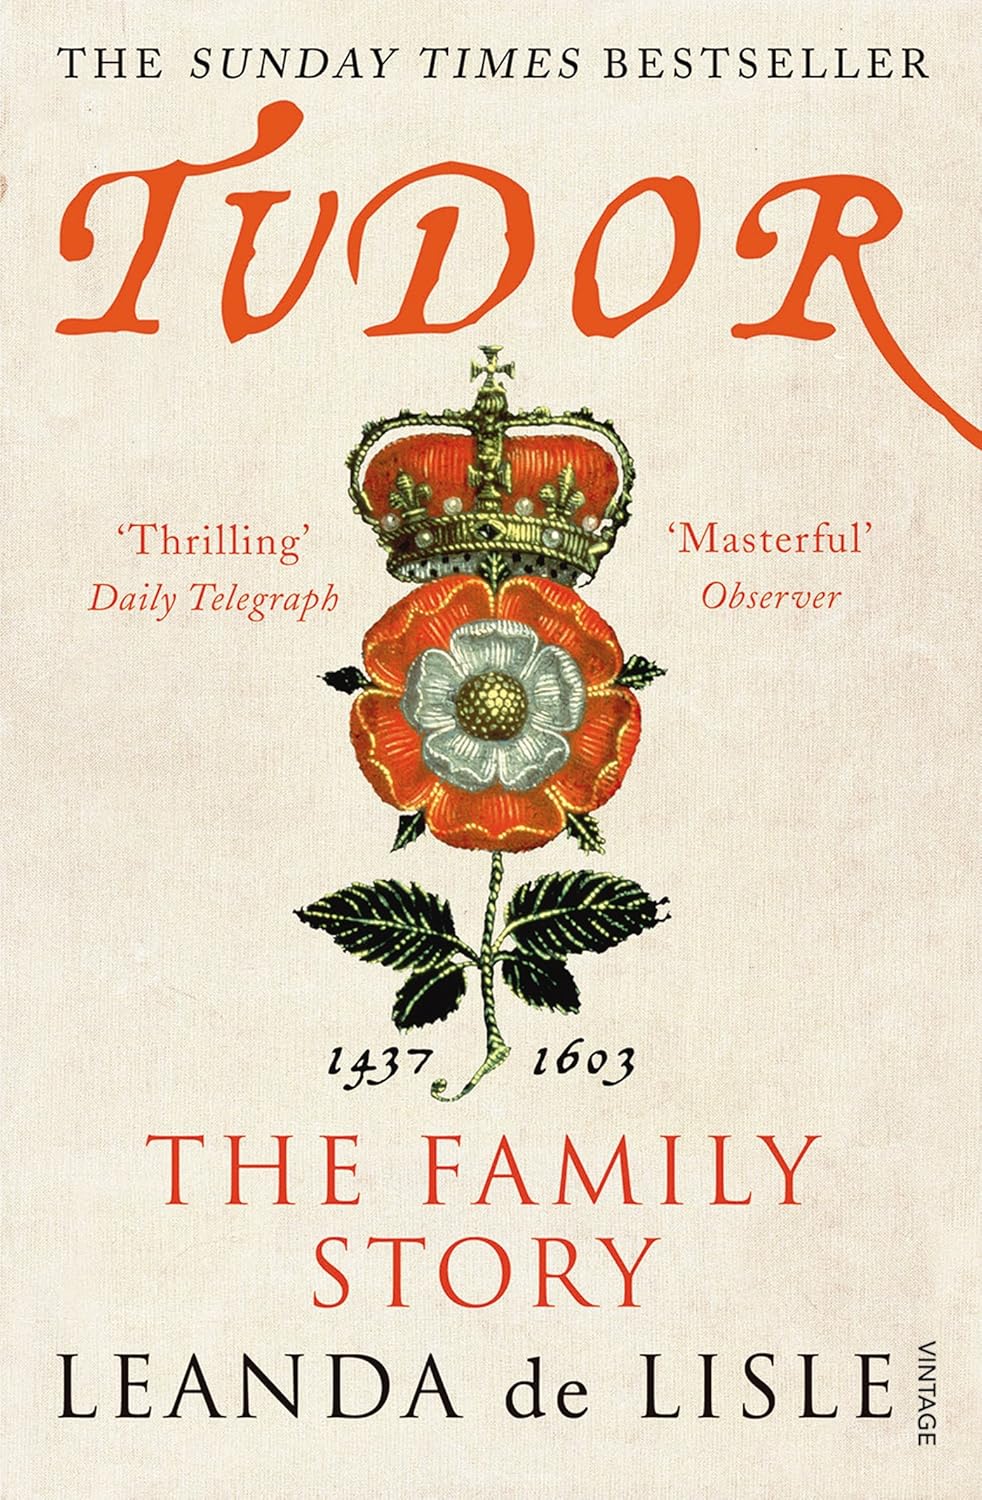 THE SUNDAY TIMES BESTSELLER
TUDOR
‘Thrilling’
Daily Telegraph
‘Masterful’
Observer
1437 1603
THE FAMILY
STORY
LEANDA de LISLE
VINTAGE